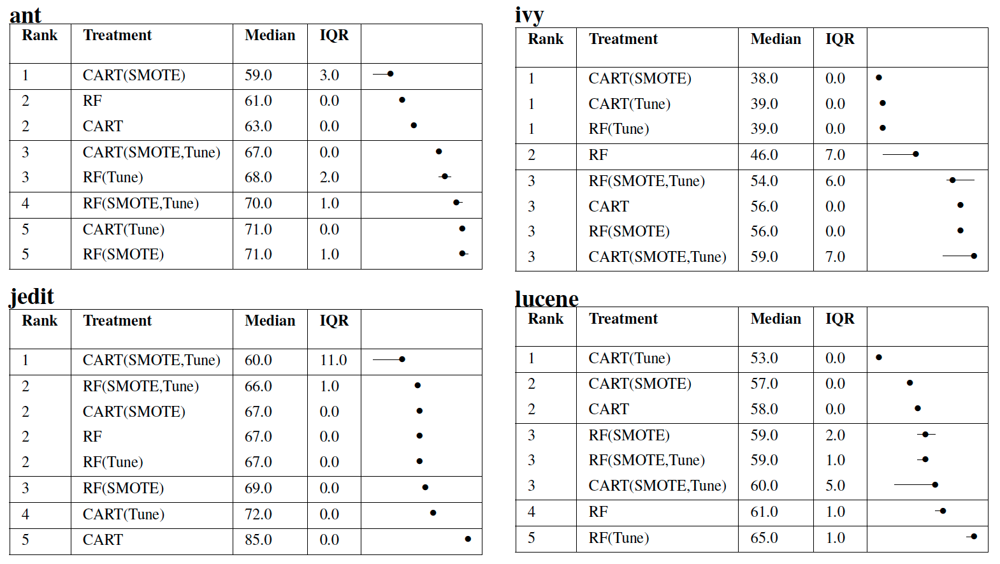 ant
Rank Treatment Median IQR
1 CART(SMOTE) 59.0 3.0
2 RF 61.0 0.0
2 CART 63.0 0.0
3 CART(SMOTE,Tune) 67.0 0.0
3 RF(Tune) 68.0 2.0
4 RF(SMOTE,Tune) 70.0 1.0
5 CART(Tune) 71.0 0.0
5 RF(SMOTE) 71.0 1.0
ivy
Rank Treatment Median IQR
1 CART(SMOTE) 38.0 0.0
1 CART(Tune) 39.0 0.0
1 RF(Tune) 39.0 0.0
2 RF 46.0 7.0
3 RF(SMOTE,Tune) 54.0 6.0
3 CART 56.0 0.0
3 RF(SMOTE) 56.0 0.0
3 CART(SMOTE,Tune) 59.0 7.0
jedit
Rank Treatment Median IQR
1 CART(SMOTE,Tune) 60.0 11.0
2 RF(SMOTE,Tune) 66.0 1.0
2 CART(SMOTE) 67.0 0.0
2 RF 67.0 0.0
2 RF(Tune) 67.0 0.0
3 RF(SMOTE) 69.0 0.0
4 CART(Tune) 72.0 0.0
5 CART 85.0 0.0
lucene
Rank Treatment Median IQR
1 CART(Tune) 53.0 0.0
2 CART(SMOTE) 57.0 0.0
2 CART 58.0 0.0
3 RF(SMOTE) 59.0 2.0
3 RF(SMOTE,Tune) 59.0 1.0
3 CART(SMOTE,Tune) 60.0 5.0
4 RF 61.0 1.0
5 RF(Tune) 65.0 1.0